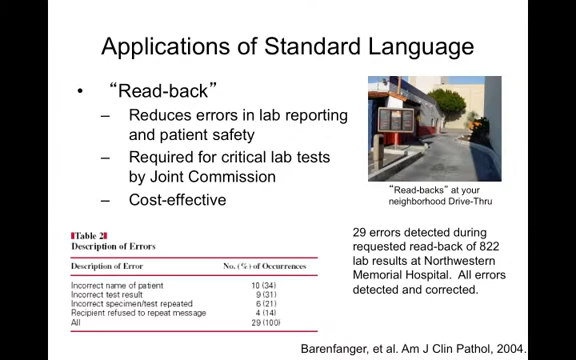 Applications of Standard Language
• “Read-back”
– Reduces errors in lab reporting
and patient safety
– Required for critical lab tests
by Joint Commission
– Cost-effective
“Read-backs” at your
neighborhood Drive-Thru
Table 2
Description of Errors
Description of Error No. (%) of Occurrences
Incorrect name of patient 10 (34)
Incorrect test result 9 (31)
Incorrect specimen/test repeated 6 (21)
Recipient refused to repeat message 4 (14)
All 29 (100)
29 errors detected during
requested read-back of 822
lab results at Northwestern
Memorial Hospital. All errors
detected and corrected.
Barenfanger, et al. Am J Clin Pathol, 2004.